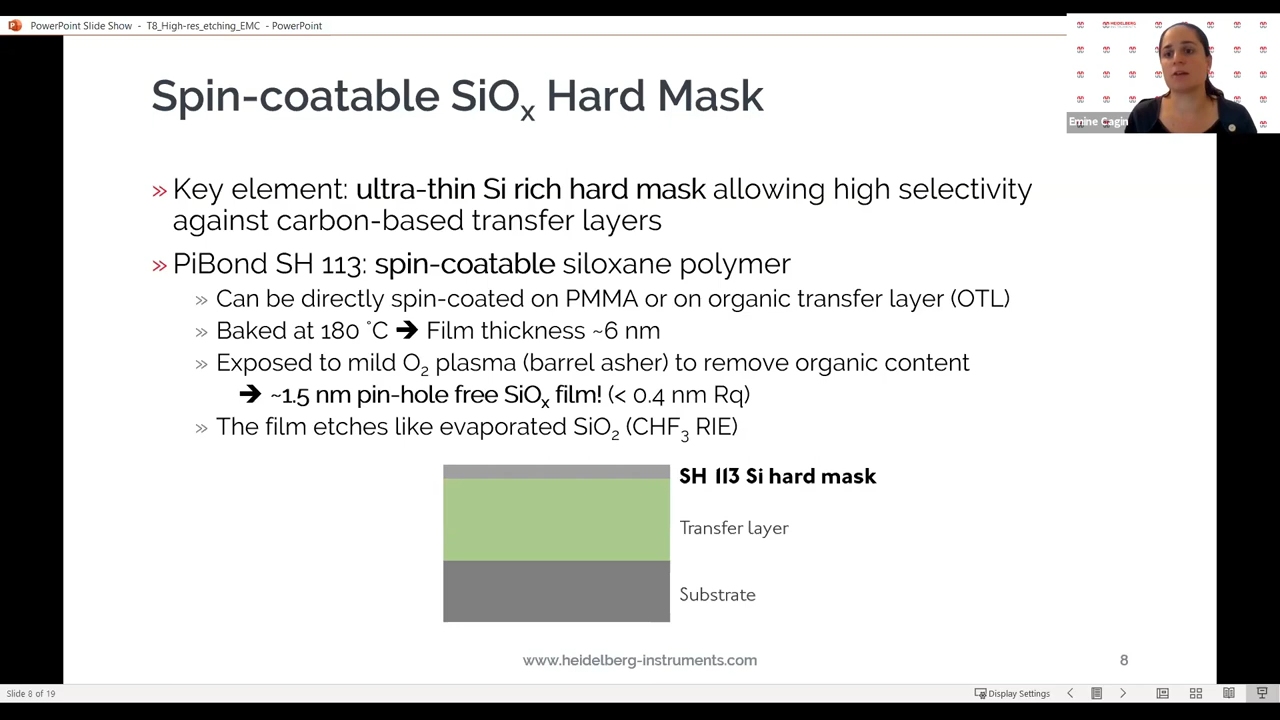 PowerPoint Slide Show - T8_High-res_etching_EMC - PowerPoint
HEIDELBERG
Emine Cagin
Spin-coatable SiOx Hard Mask
» Key element: ultra-thin Si rich hard mask allowing high selectivity
against carbon-based transfer layers
» PiBond SH 113: spin-coatable siloxane polymer
» Can be directly spin-coated on PMMA or on organic transfer layer (OTL)
» Baked at 180 °C ➔ Film thickness ~6 nm
» Exposed to mild O2 plasma (barrel asher) to remove organic content
➔ ~1.5 nm pin-hole free SiOx film! (< 0.4 nm Rq)
» The film etches like evaporated SiO2 (CHF3 RIE)
SH 113 Si hard mask
Transfer layer
Substrate
www.heidelberg-instruments.com
8
Slide 8 of 19
Display Settings